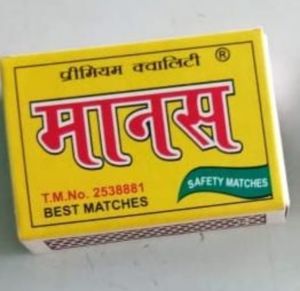 प्रीमियम क्वालिटी ®
मानस
T.M.No. 2538881
BEST MATCHES
SAFETY MATCHES